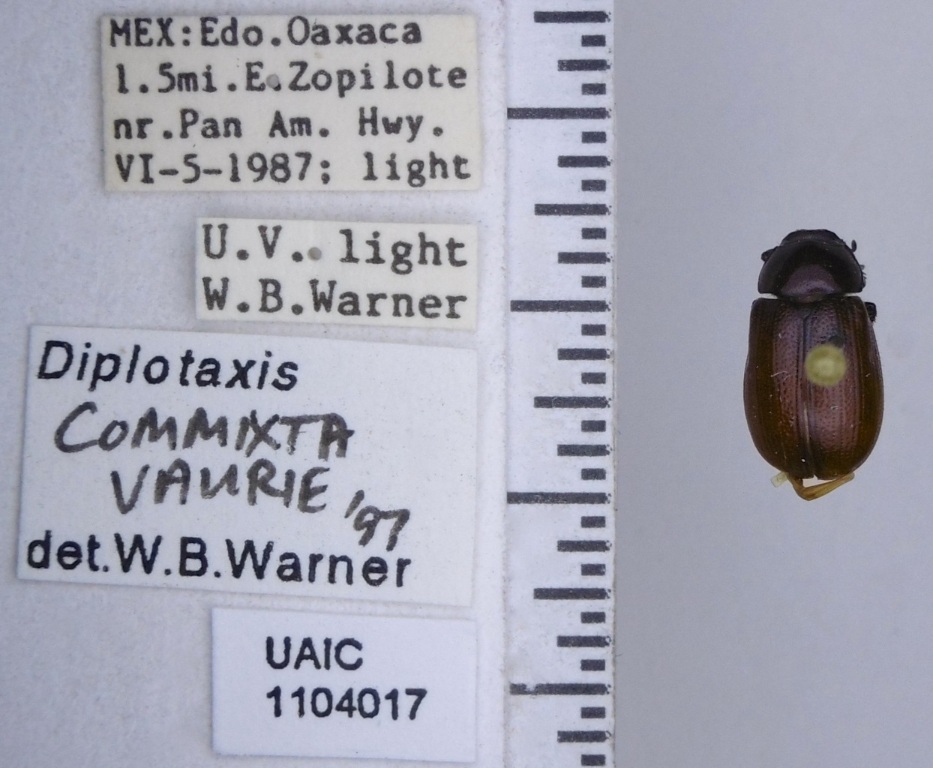 MEX:Edo.Oaxaca
1.5mi.E.Zopilote
nr.Pan Am. Hwy.
VI-5-1987; light
U.V. light
W.B.Warner
Diplotaxis
COMMIXTA
VAURIE '97
det.W.B.Warner
UAIC
1104017